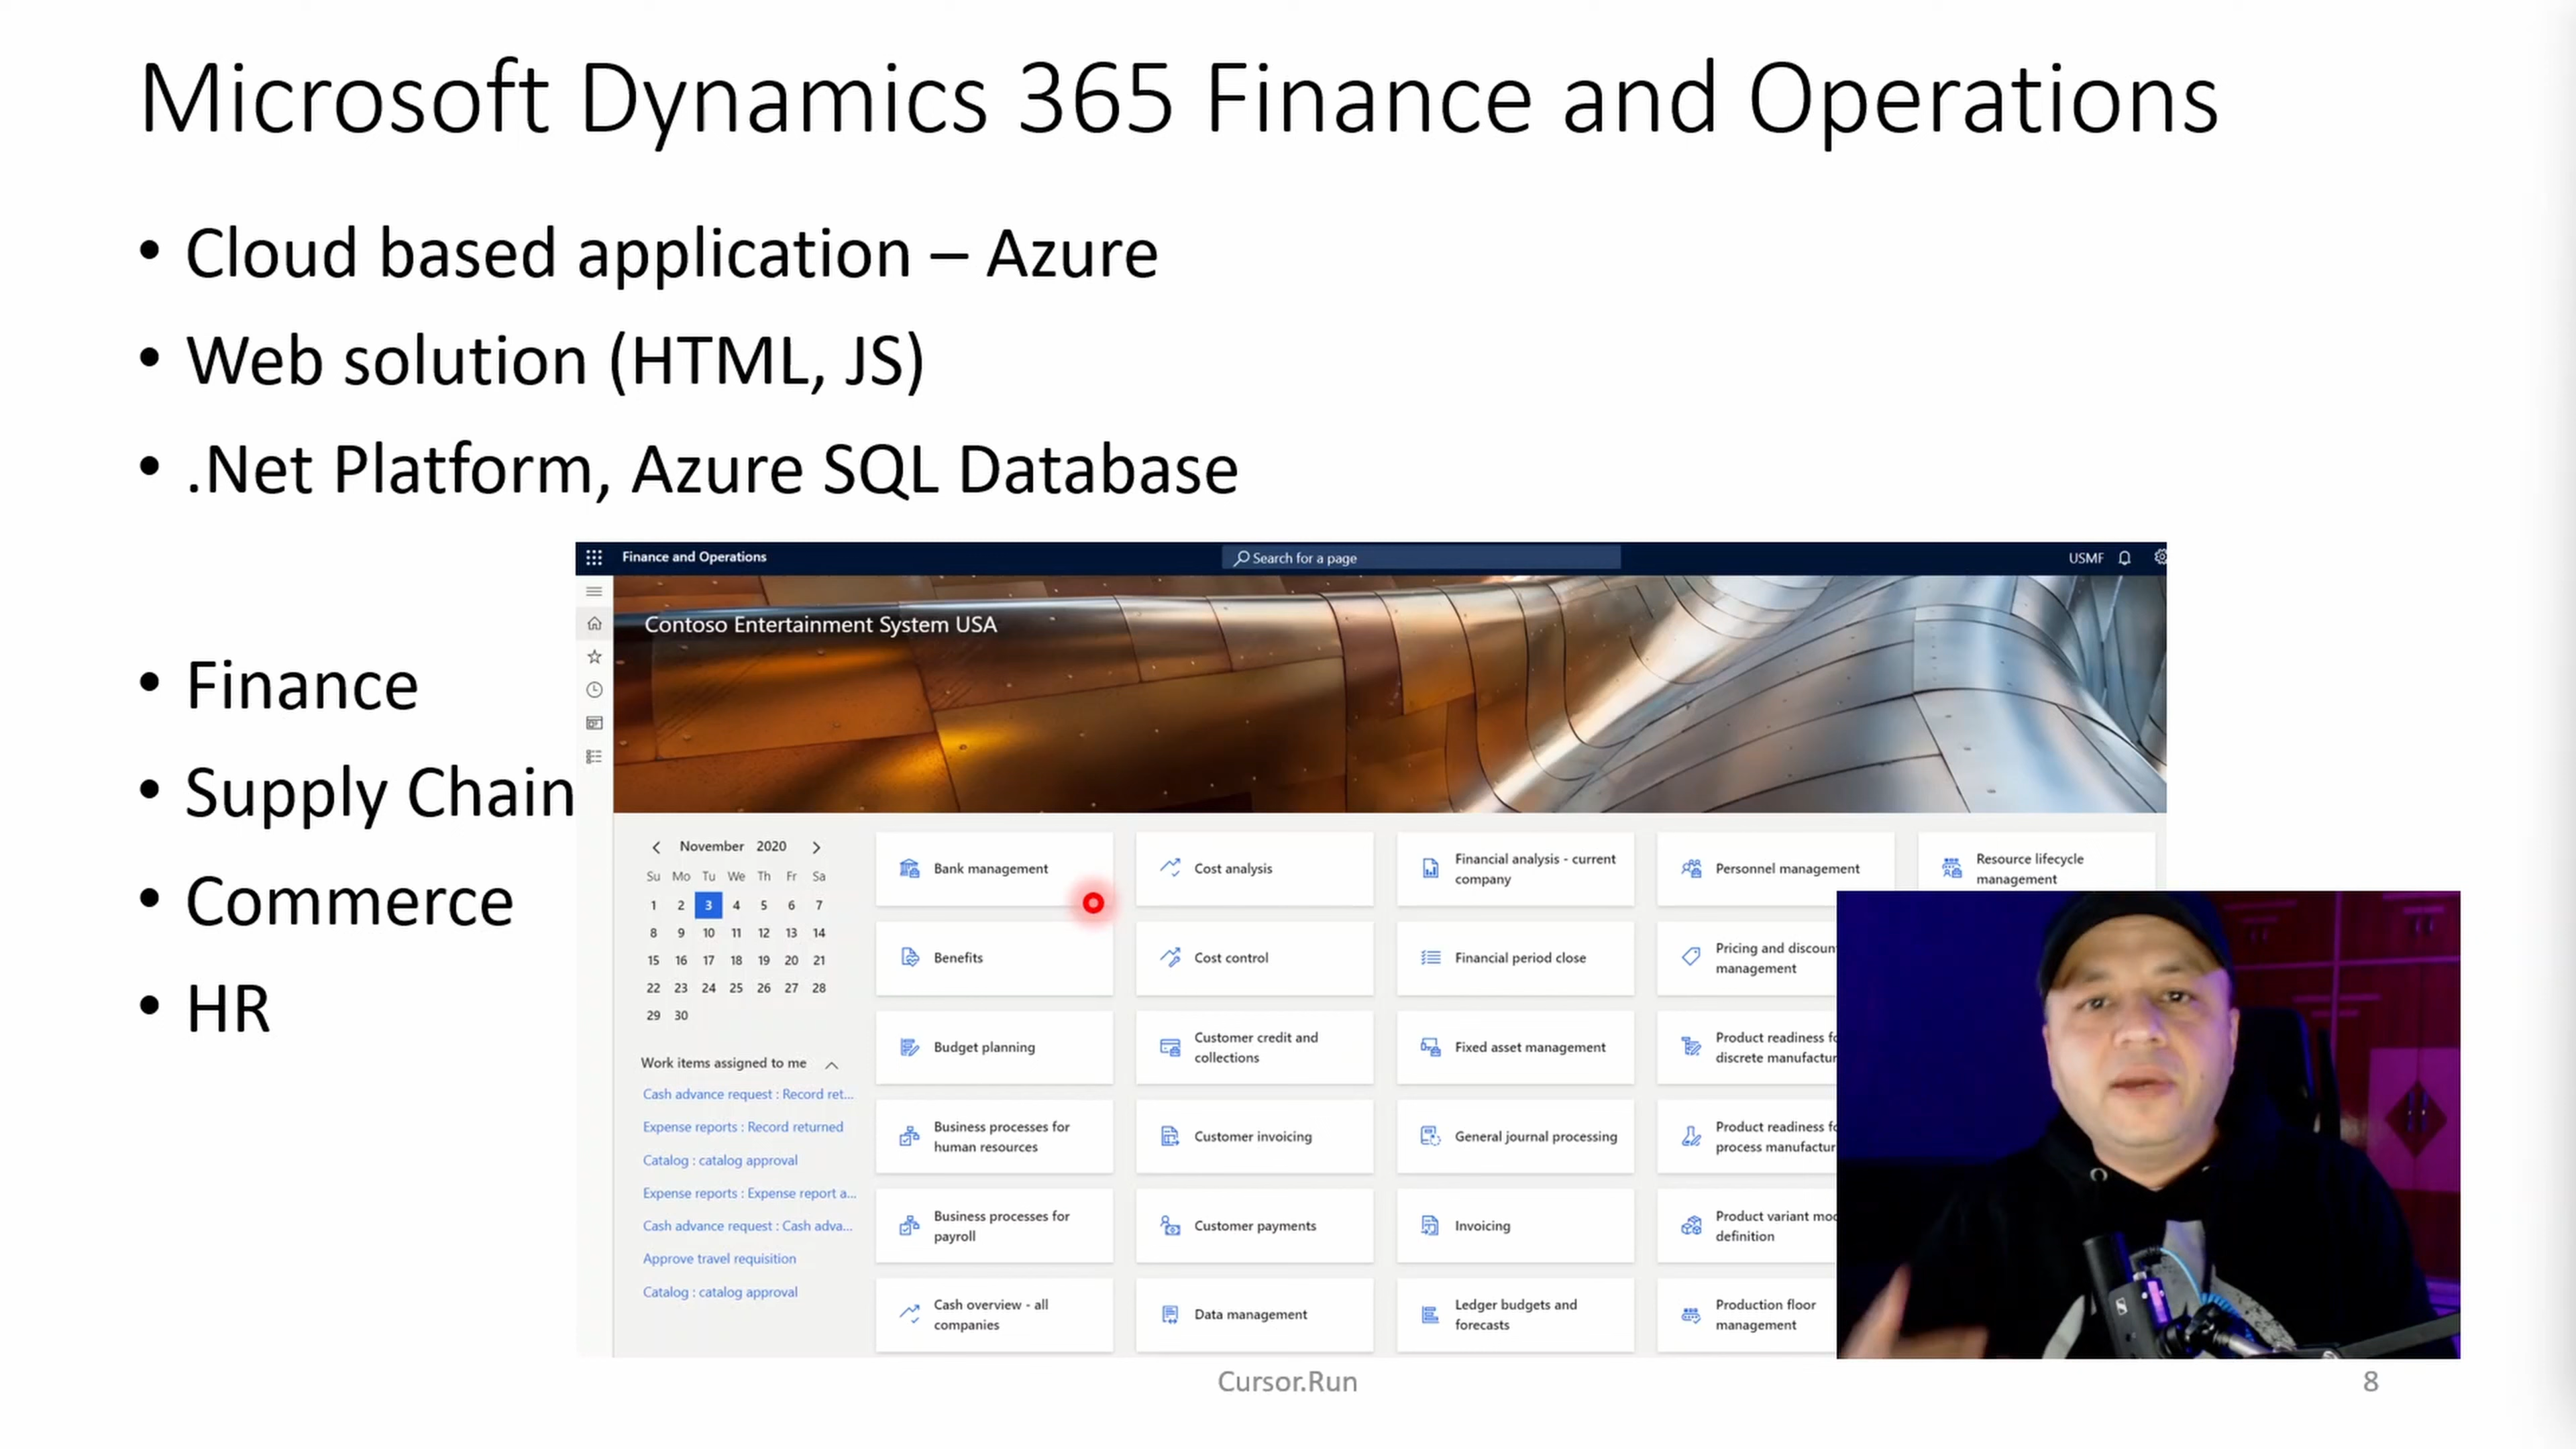 Microsoft Dynamics 365 Finance and Operations
• Cloud based application – Azure
• Web solution (HTML, JS)
• .Net Platform, Azure SQL Database
• Finance
• Supply Chain
• Commerce
• HR
Finance and Operations
Search for a page
USMF
Contoso Entertainment System USA
November 2020
Su Mo Tu We Th Fr Sa
1 2 3 4 5 6 7
8 9 10 11 12 13 14
15 16 17 18 19 20 21
22 23 24 25 26 27 28
29 30
Work items assigned to me
Cash advance request : Record ret...
Expense reports : Record returned
Catalog : catalog approval
Expense reports : Expense report a...
Cash advance request : Cash adva...
Approve travel requisition
Catalog : catalog approval
Bank management
Benefits
Budget planning
Business processes for
human resources
Business processes for
payroll
Cash overview - all
companies
Cost analysis
Cost control
Customer credit and
collections
Customer invoicing
Customer payments
Data management
Financial analysis - current
company
Financial period close
Fixed asset management
General journal processing
Invoicing
Ledger budgets and
forecasts
Personnel management
Pricing and discoun
management
Product readiness fo
discrete manufactur
Product readiness fo
process manufactur
Product variant mod
definition
Production floor
management
Resource lifecycle
management
Cursor.Run
8